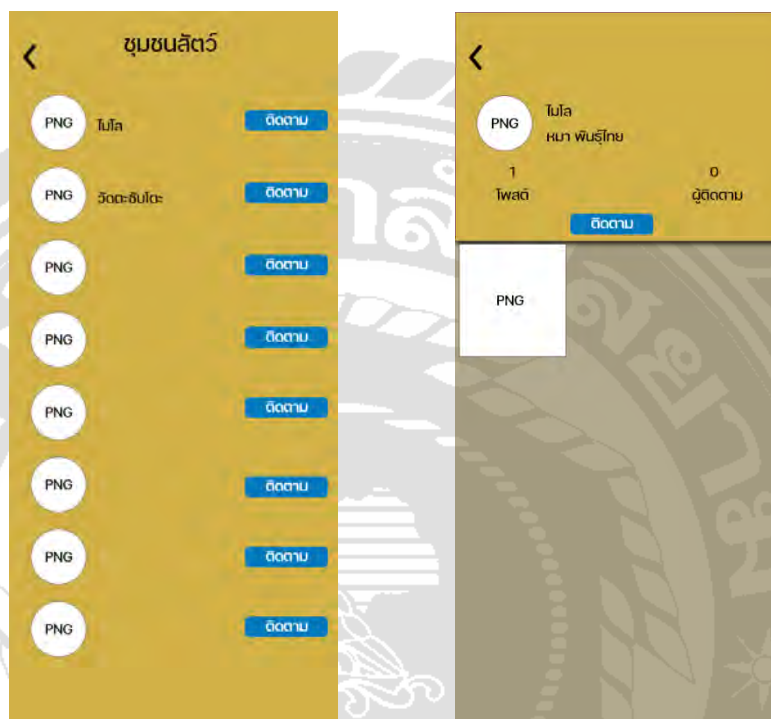 ชุมชนสัตว์
PNG ไมโล ติดตาม
PNG วัดตะชิบโตะ ติดตาม
PNG ติดตาม
PNG ติดตาม
PNG ติดตาม
PNG ติดตาม
PNG ติดตาม
PNG ติดตาม
PNG ไมโล
หมา พันธุ์ไทย
1 0
โพสต์ ผู้ติดตาม
ติดตาม
PNG